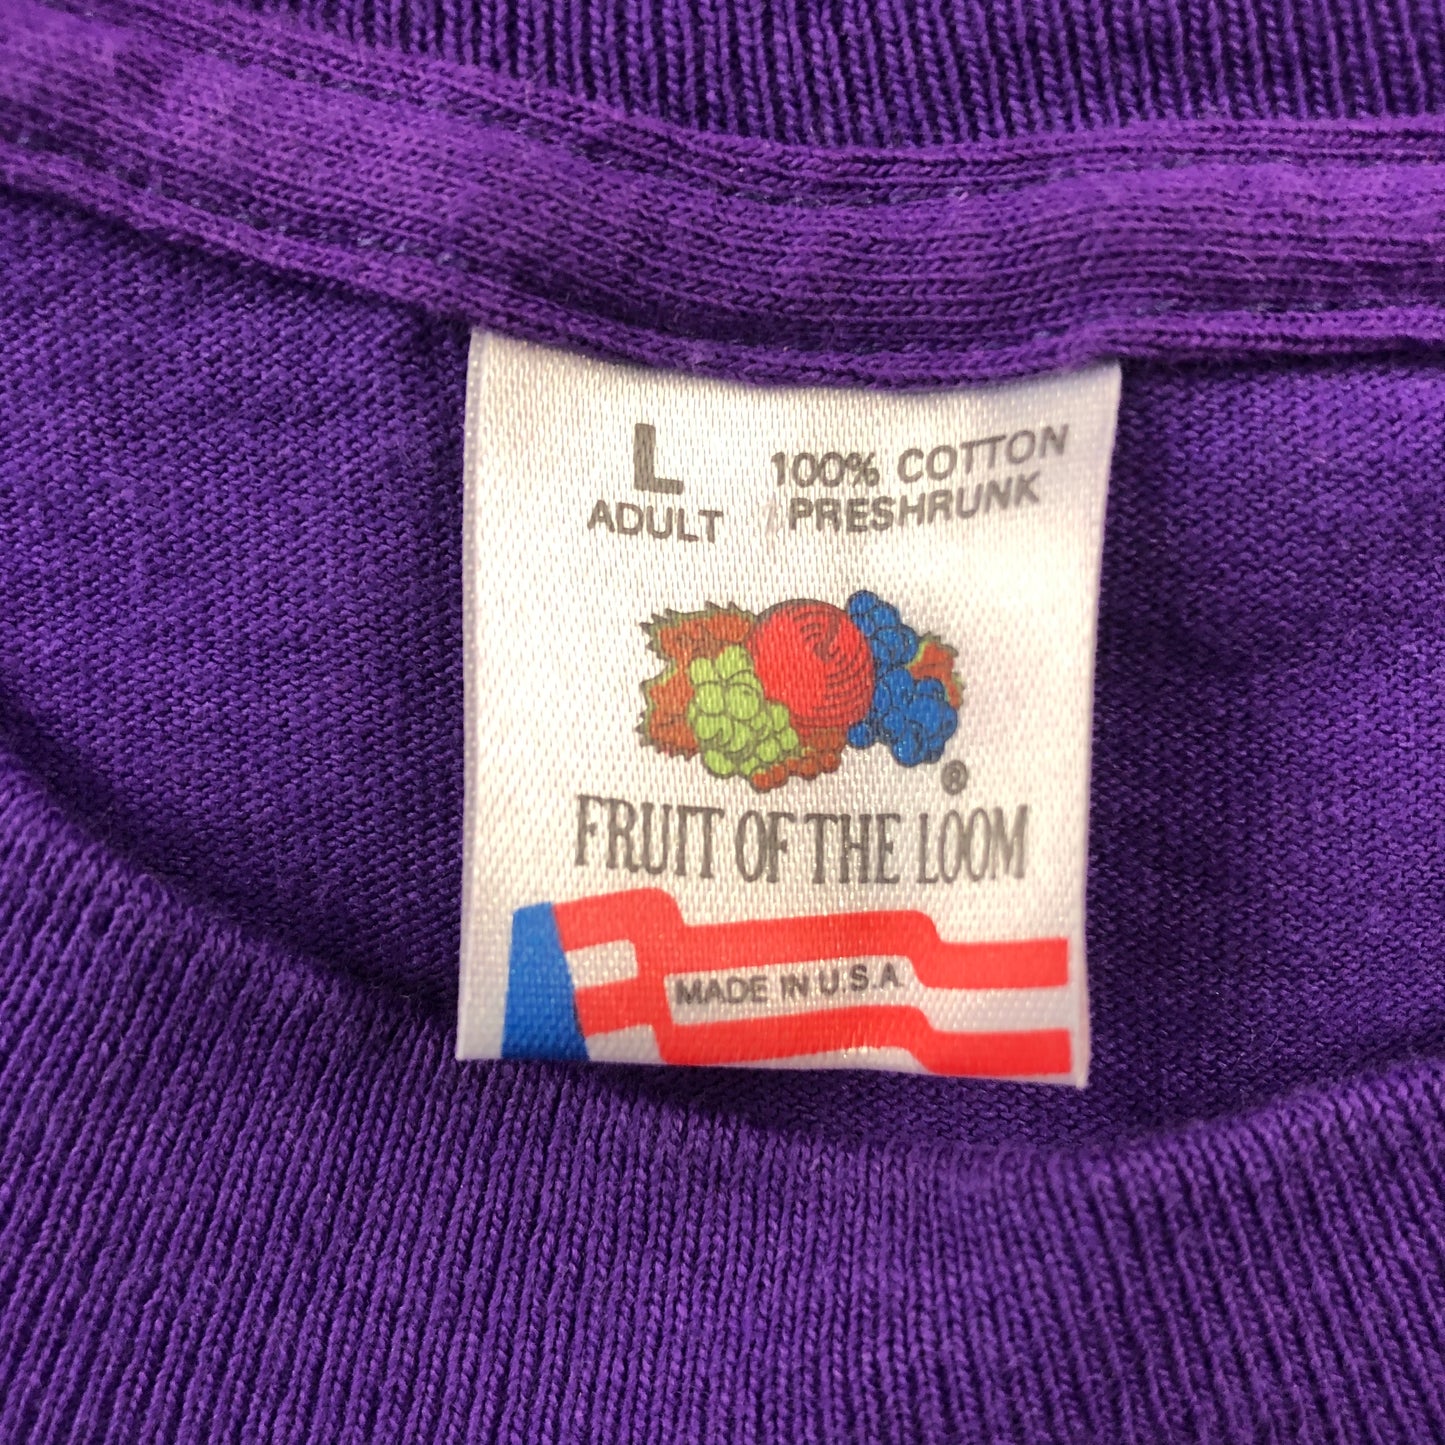 L
ADULT
100% COTTON
PRESHRUNK
®
FRUIT OF THE LOOM
MADE IN U.S.A